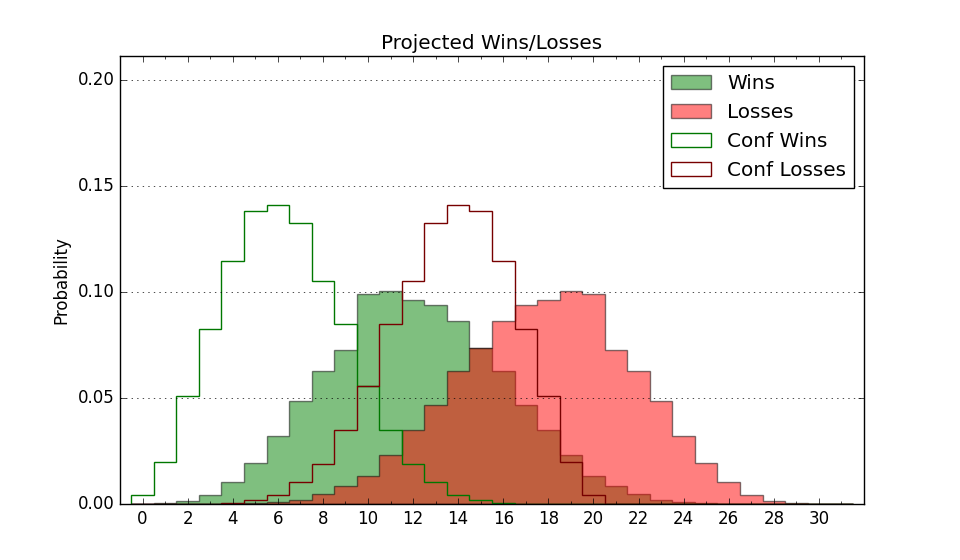 Projected Wins/Losses
Wins
Losses
Conf Wins
Conf Losses
Probability
0.20
0.15
0.10
0.05
0.00
0 2 4 6 8 10 12 14 16 18 20 22 24 26 28 30